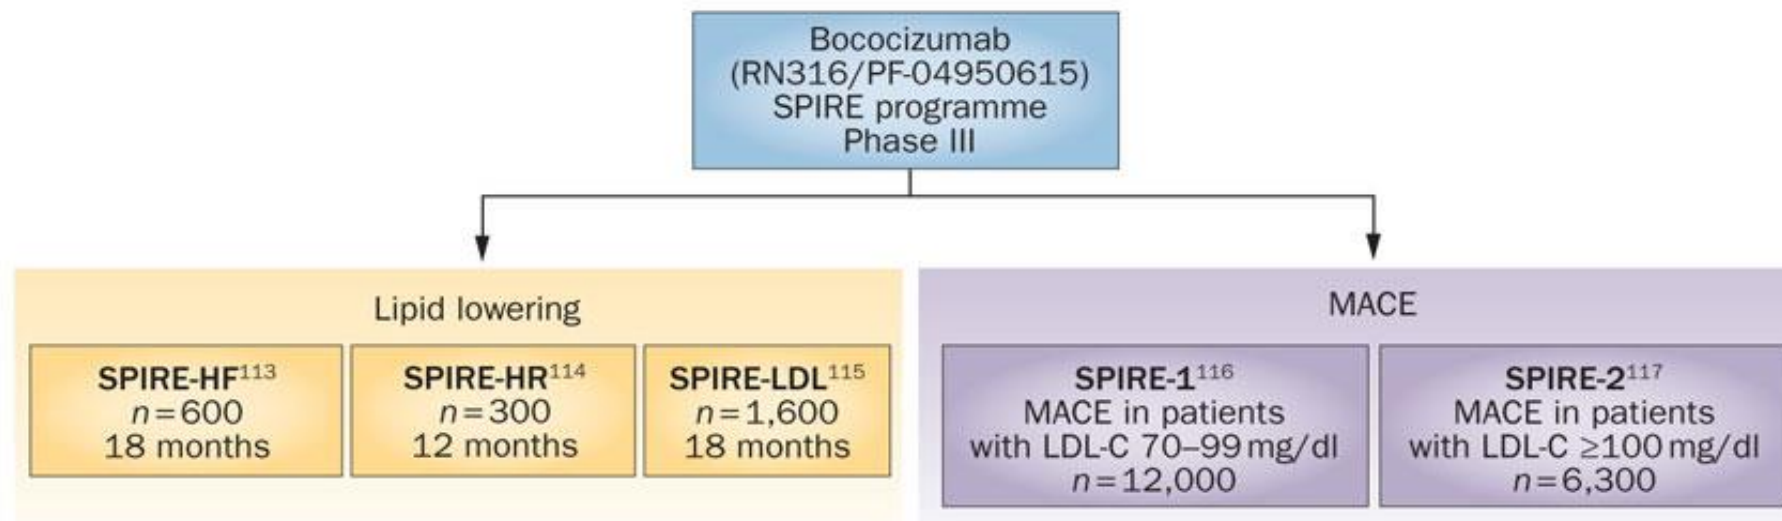 Bococizumab
(RN316/PF-04950615)
SPIRE programme
Phase III
Lipid lowering
SPIRE-HF113
n=600
18 months
SPIRE-HR114
n=300
12 months
SPIRE-LDL115
n=1,600
18 months
MACE
SPIRE-1116
MACE in patients
with LDL-C 70–99 mg/dl
n=12,000
SPIRE-2117
MACE in patients
with LDL-C ≥100 mg/dl
n=6,300